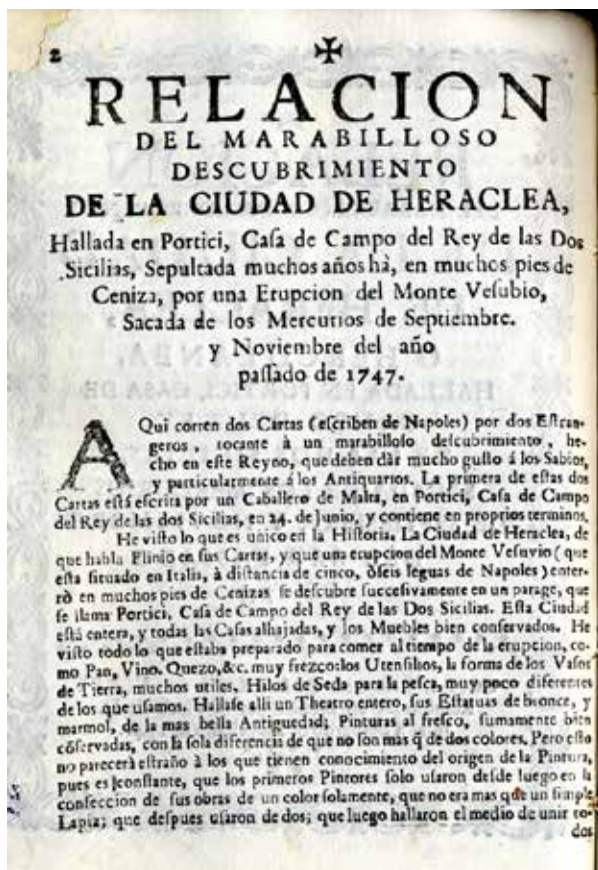 2
✠
RELACION
DEL MARABILLOSO
DESCUBRIMIENTO
DE LA CIUDAD DE HERACLEA,
Hallada en Portici, Caſa de Campo del Rey de las Dos
Sicilias, Sepultada muchos años hà, en muchos pies de
Ceniza, por una Erupcion del Monte Veſubio,
Sacada de los Mercurios de Septiembre.
y Noviembre del año
paſſado de 1747.
AQui corren dos Cartas (eſcriben de Napoles) por dos Eſtran-
geros, tocante à un marabilloſo deſcubrimiento, he-
cho en eſte Reyno, que deben dàr mucho guſto á los Sabios,
y particularmente á los Antiquarios. La primera de eſtas dos
Cartas eſtá eſcrita por un Caballero de Malta, en Portici, Caſa de Campo
del Rey de las dos Sicilias, en 24. de Junio, y contiene en proprios terminos.
He viſto lo que es unico en la Hiſtoria. La Ciudad de Heraclea, de
que habla Plinio en ſus Cartas, y que una erupcion del Monte Veſuvio (que
eſta ſituado en Italia, à diſtancia de cinco, ò ſeis leguas de Napoles) enter-
rò en muchos pies de Cenizas ſe deſcubre ſucceſivamente en un parage, que
ſe llama Portici, Caſa de Campo del Rey de las Dos Sicilias. Eſta Ciudad
eſtá entera, y todas las Caſas alhajadas, y los Muebles bien conſervados. He
viſto todo lo que eſtaba preparado para comer al tiempo de la erupcion, co-
mo Pan, Vino. Quezo, &c. muy frezco: los Utenſilios, la forma de los Vaſos
de Tierra, muchos utiles, Hilos de Seda para la peſca, muy poco diferentes
de los que uſamos. Hallaſe alli un Theatro entero, ſus Eſtatuas de bronce, y
marmol, de la mas bella Antiguedad; Pinturas al freſco, ſumamente bien
cõſervadas, con la ſola diferencia de que no ſon mas q̃ de dos colores. Pero eſto
no parecerà eſtraño à los que tienen conocimiento del origen de la Pintura,
pues es conſtante, que los primeros Pintores ſolo uſaron deſde luego en la
confeccion de ſus obras de un color ſolamente, que no era mas que un ſimple
Lapiz; que deſpues uſaron de dos; que luego hallaron el medio de unir to-
dos